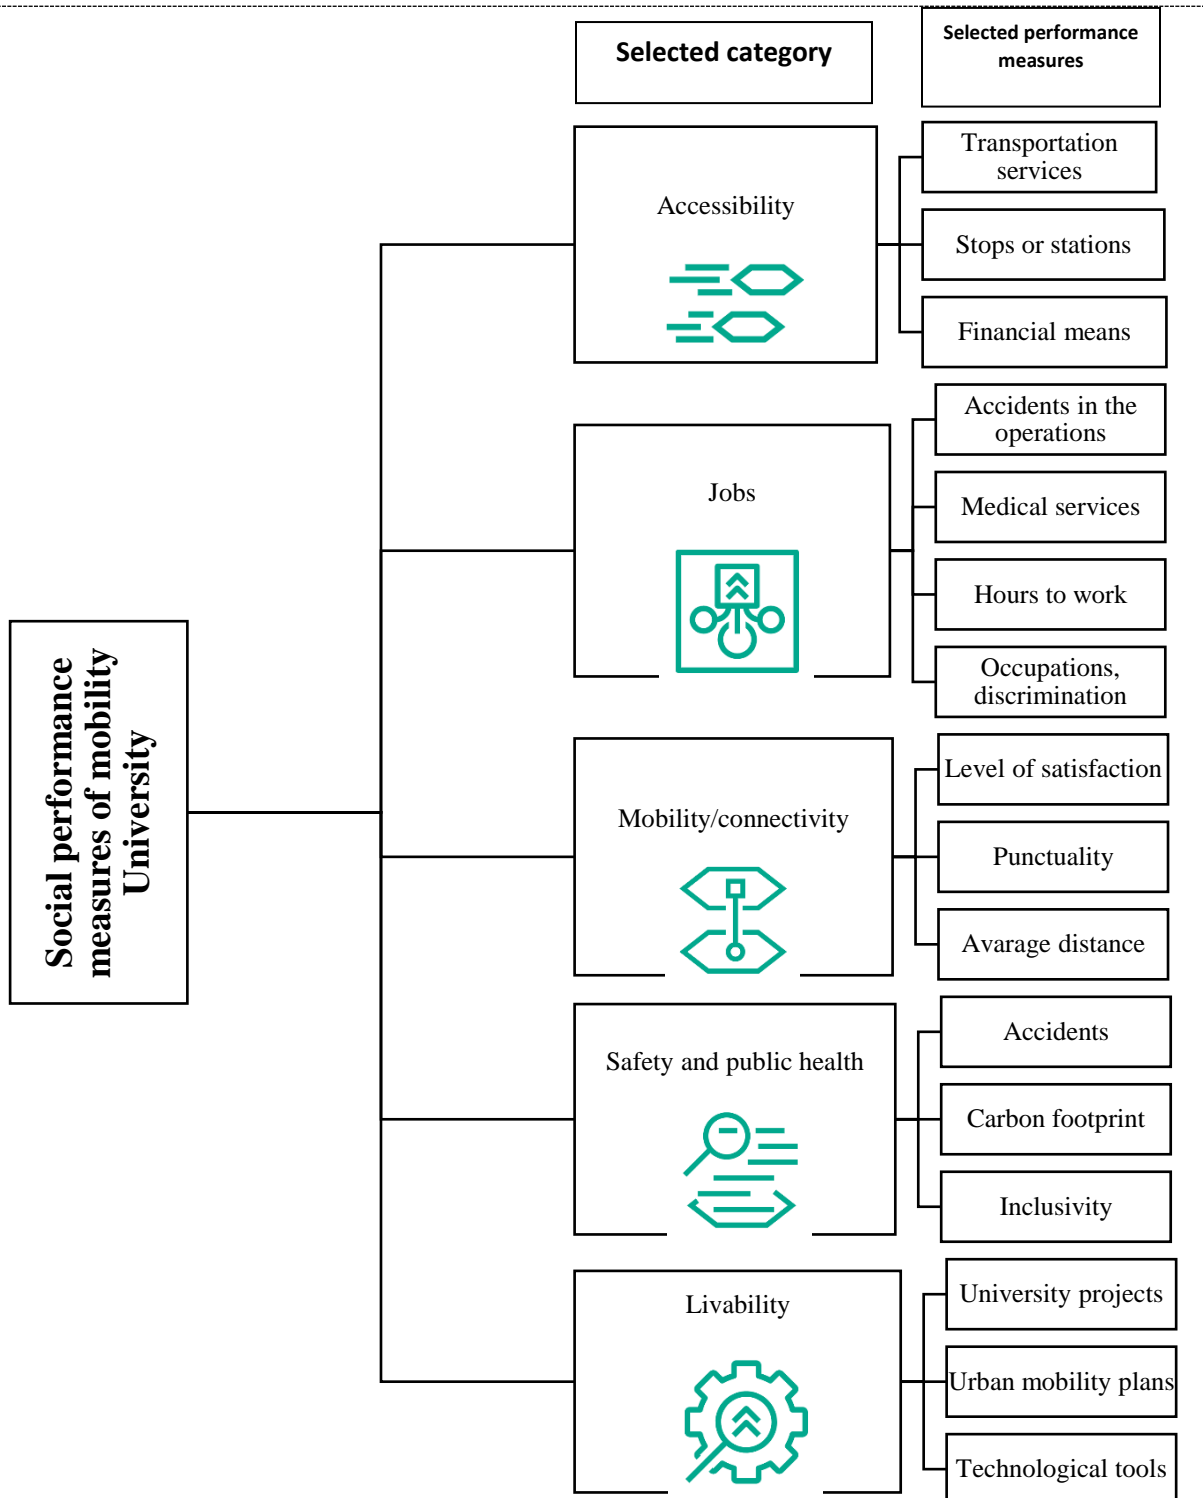 Selected category
Selected performance
measures
Social performance
measures of mobility
University
Accessibility
Transportation
services
Stops or stations
Financial means
Jobs
Accidents in the
operations
Medical services
Hours to work
Occupations,
discrimination
Mobility/connectivity
Level of satisfaction
Punctuality
Avarage distance
Safety and public health
Accidents
Carbon footprint
Inclusivity
Livability
University projects
Urban mobility plans
Technological tools